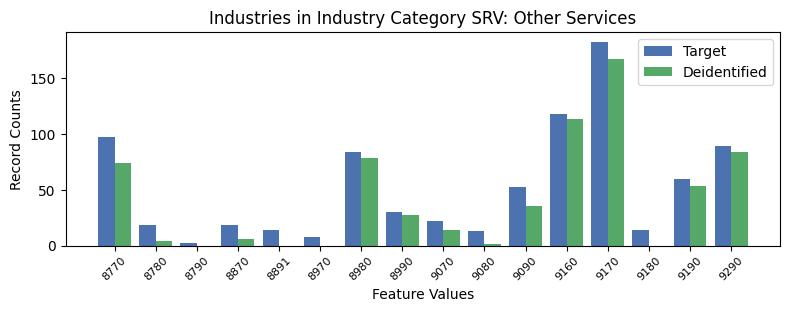 Industries in Industry Category SRV: Other Services
Target
Deidentified
Record Counts
150
100
50
0
8770 8780 8790 8870 8891 8970 8980 8990 9070 9080 9090 9160 9170 9180 9190 9290
Feature Values